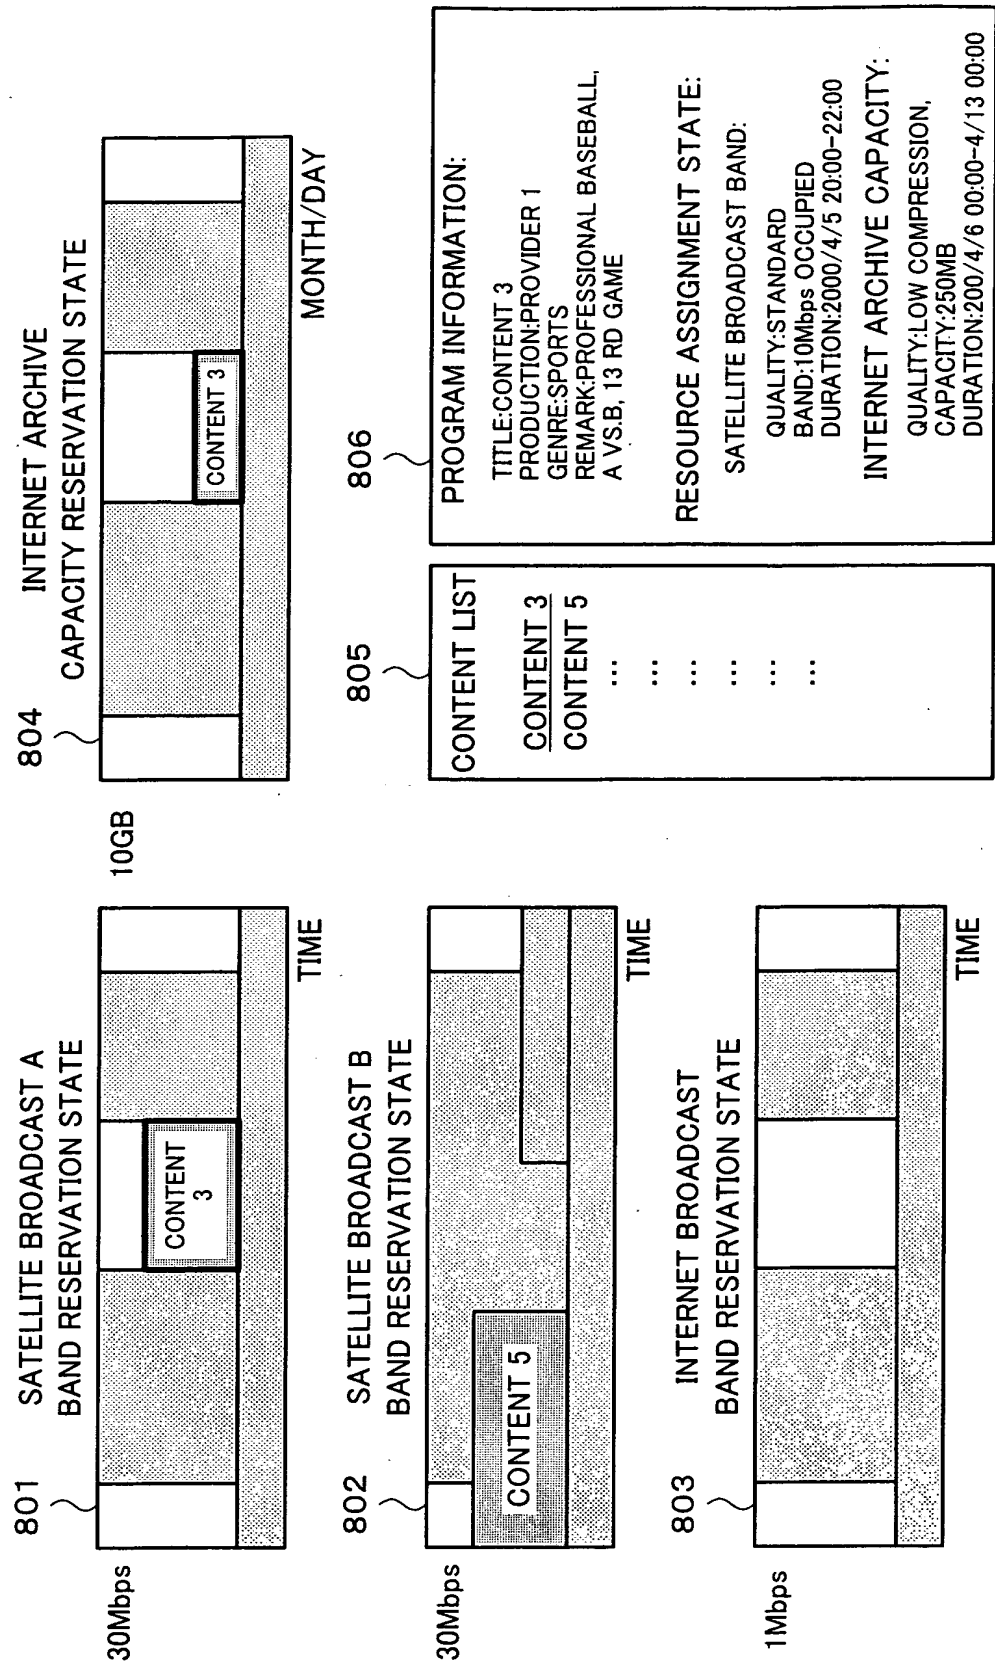 801
SATELLITE BROADCAST A
BAND RESERVATION STATE
30Mbps
CONTENT
3
TIME
802
SATELLITE BROADCAST B
BAND RESERVATION STATE
30Mbps
CONTENT 5
TIME
803
INTERNET BROADCAST
BAND RESERVATION STATE
1Mbps
TIME
804
INTERNET ARCHIVE
CAPACITY RESERVATION STATE
10GB
CONTENT 3
MONTH/DAY
805
CONTENT LIST
CONTENT 3
CONTENT 5
...
...
...
...
...
...
806
PROGRAM INFORMATION:
TITLE:CONTENT 3
PRODUCTION:PROVIDER 1
GENRE:SPORTS
REMARK:PROFESSIONAL BASEBALL,
A VS.B, 13 RD GAME
RESOURCE ASSIGNMENT STATE:
SATELLITE BROADCAST BAND:
QUALITY:STANDARD
BAND:10Mbps OCCUPIED
DURATION:2000/4/5 20:00-22:00
INTERNET ARCHIVE CAPACITY:
QUALITY:LOW COMPRESSION,
CAPACITY:250MB
DURATION:200/4/6 00:00-4/13 00:00